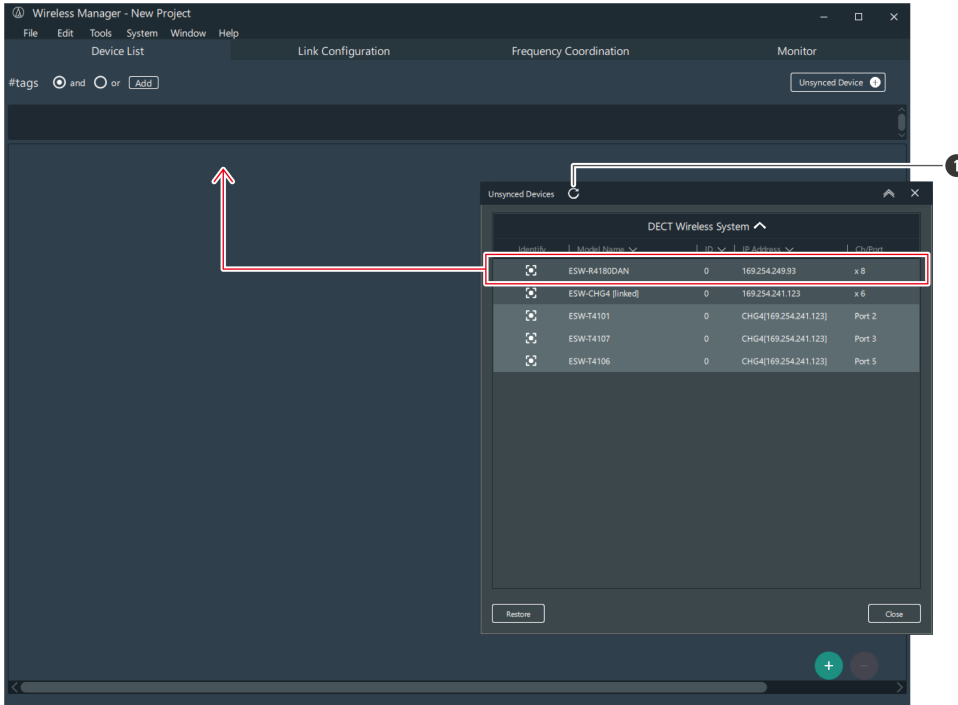 Wireless Manager - New Project
File Edit Tools System Window Help
Device List Link Configuration Frequency Coordination Monitor
#tags and or Add Unsynced Device
1
Unsynced Devices
DECT Wireless System
Identify Model Name ID IP Address Ch/Port
ESW-R4180DAN 0 169.254.249.93 x 8
ESW-CHG4 [linked] 0 169.254.241.123 x 6
ESW-T4101 0 CHG4[169.254.241.123] Port 2
ESW-T4107 0 CHG4[169.254.241.123] Port 3
ESW-T4106 0 CHG4[169.254.241.123] Port 5
Restore Close